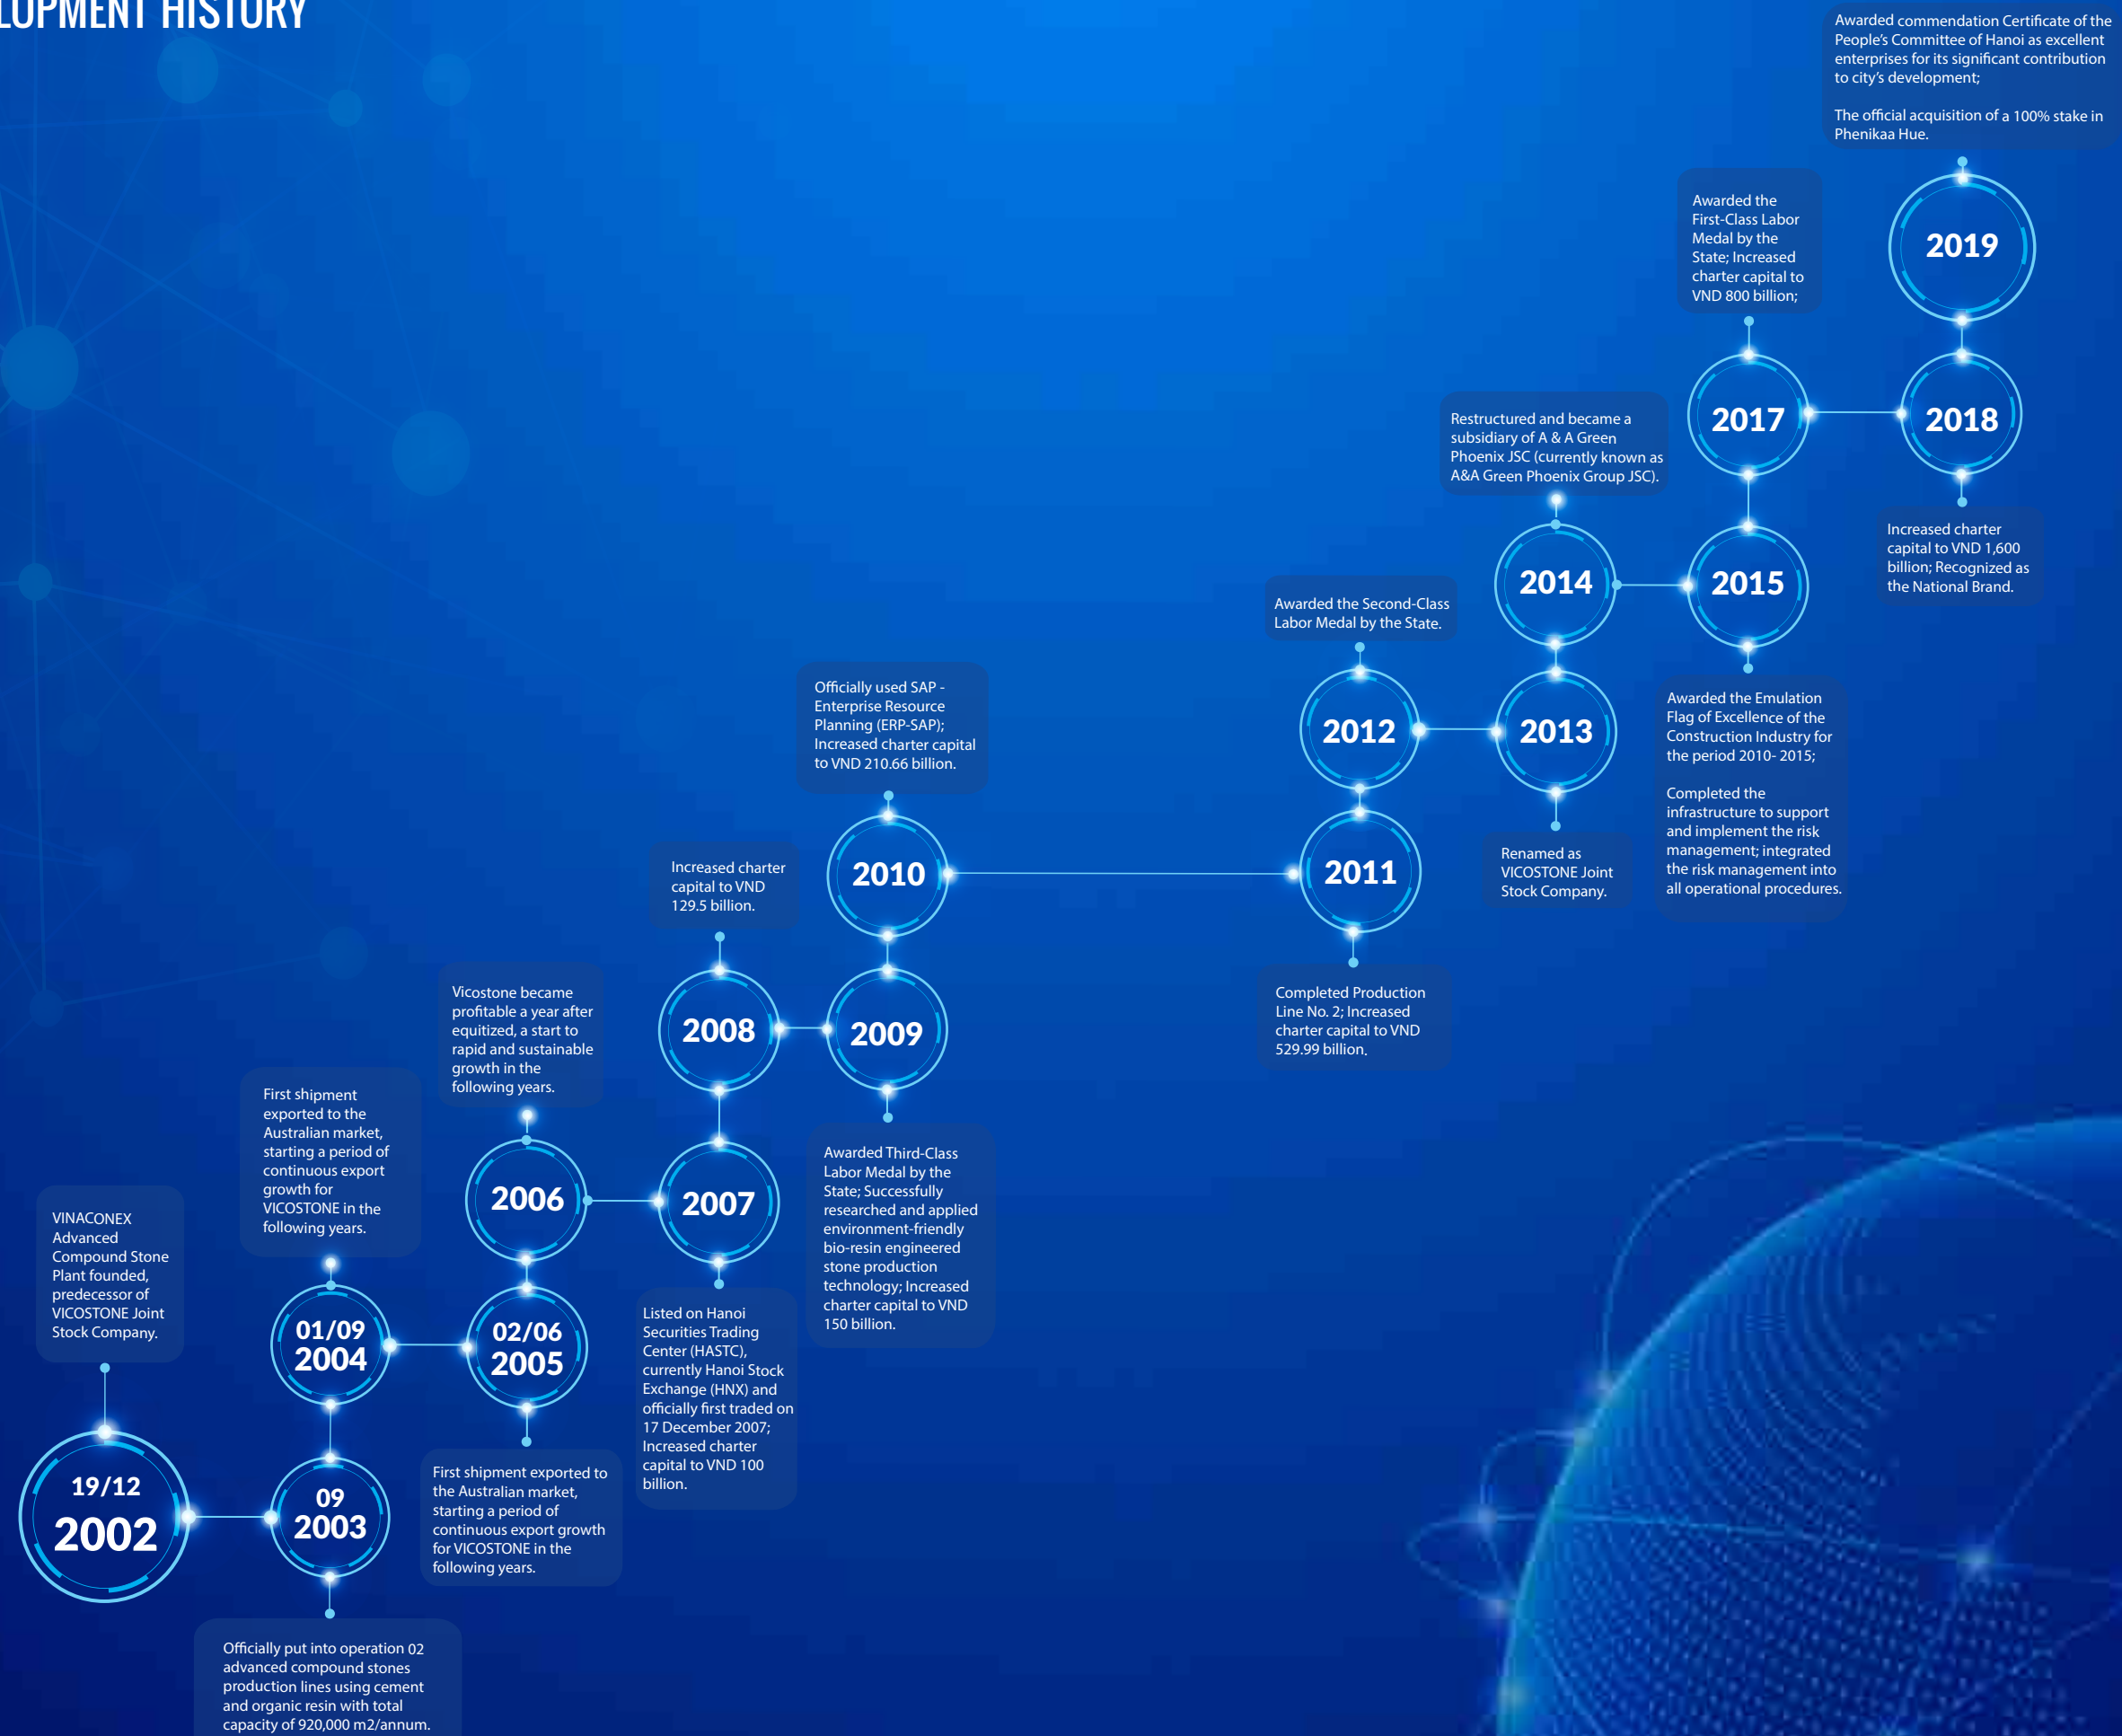 LOPMENT HISTORY
19/12
2002
VINACONEX
Advanced
Compound Stone
Plant founded,
predecessor of
VICOSTONE Joint
Stock Company.
09
2003
Officially put into operation 02
advanced compound stones
production lines using cement
and organic resin with total
capacity of 920,000 m2/annum.
01/09
2004
First shipment
exported to the
Australian market,
starting a period of
continuous export
growth for
VICOSTONE in the
following years.
02/06
2005
First shipment exported to
the Australian market,
starting a period of
continuous export growth
for VICOSTONE in the
following years.
2006
Vicostone became
profitable a year after
equitized, a start to
rapid and sustainable
growth in the
following years.
2007
Listed on Hanoi
Securities Trading
Center (HASTC),
currently Hanoi Stock
Exchange (HNX) and
officially first traded on
17 December 2007;
Increased charter
capital to VND 100
billion.
2008
Increased charter
capital to VND
129.5 billion.
2009
Awarded Third-Class
Labor Medal by the
State; Successfully
researched and applied
environment-friendly
bio-resin engineered
stone production
technology; Increased
charter capital to VND
150 billion.
2010
Officially used SAP -
Enterprise Resource
Planning (ERP-SAP);
Increased charter capital
to VND 210.66 billion.
2011
Completed Production
Line No. 2; Increased
charter capital to VND
529.99 billion.
2012
Awarded the Second-Class
Labor Medal by the State.
2013
Renamed as
VICOSTONE Joint
Stock Company.
2014
Restructured and became a
subsidiary of A & A Green
Phoenix JSC (currently known as
A&A Green Phoenix Group JSC).
2015
Awarded the Emulation
Flag of Excellence of the
Construction Industry for
the period 2010- 2015;
Completed the
infrastructure to support
and implement the risk
management; integrated
the risk management into
all operational procedures.
2017
Awarded the
First-Class Labor
Medal by the
State; Increased
charter capital to
VND 800 billion;
2018
Increased charter
capital to VND 1,600
billion; Recognized as
the National Brand.
2019
Awarded commendation Certificate of the
People's Committee of Hanoi as excellent
enterprises for its significant contribution
to city's development;
The official acquisition of a 100% stake in
Phenikaa Hue.